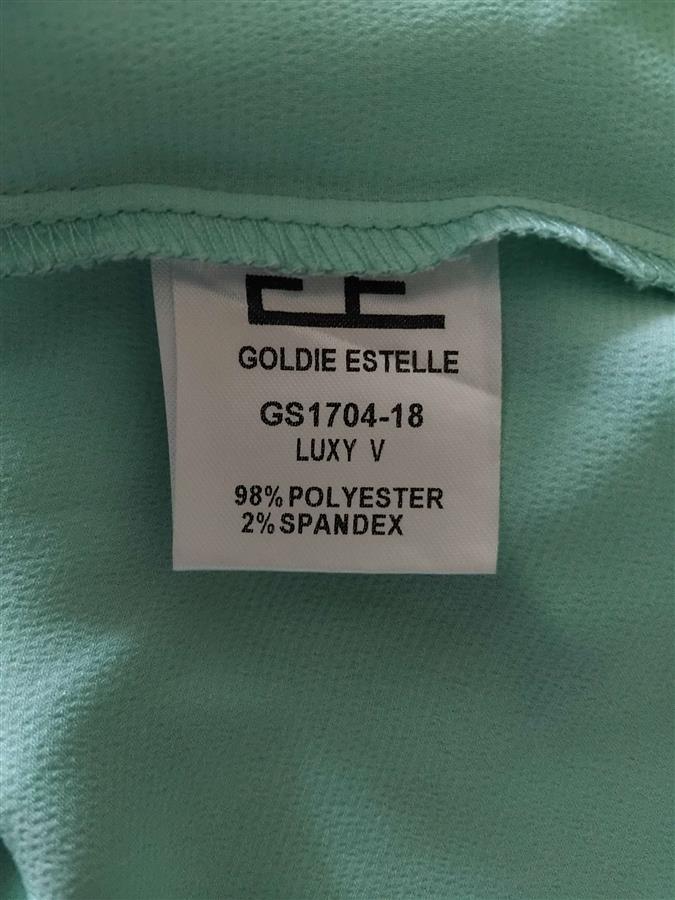 GOLDIE ESTELLE
GS1704-18
LUXY V
98% POLYESTER
2% SPANDEX